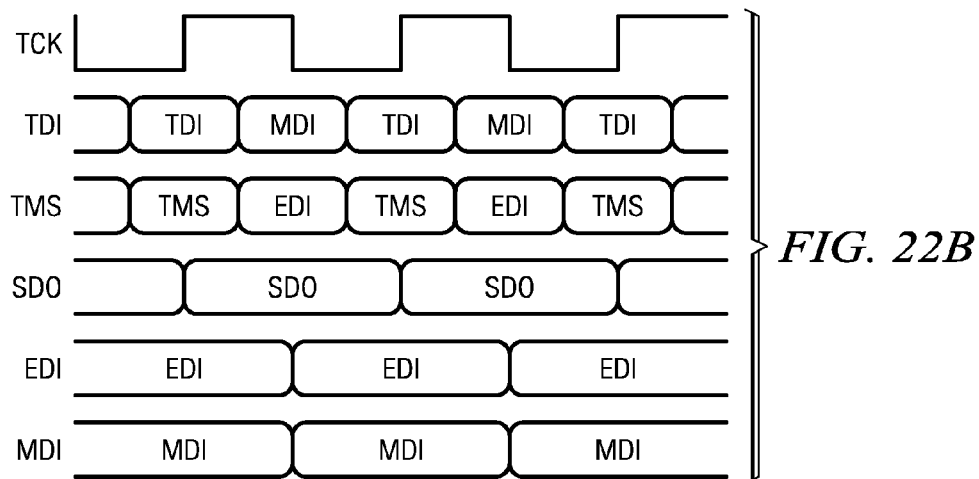 TCK
TDI TDI MDI TDI MDI TDI
TMS TMS EDI TMS EDI TMS
SDO SDO SDO
EDI EDI EDI EDI
MDI MDI MDI MDI
FIG. 22B